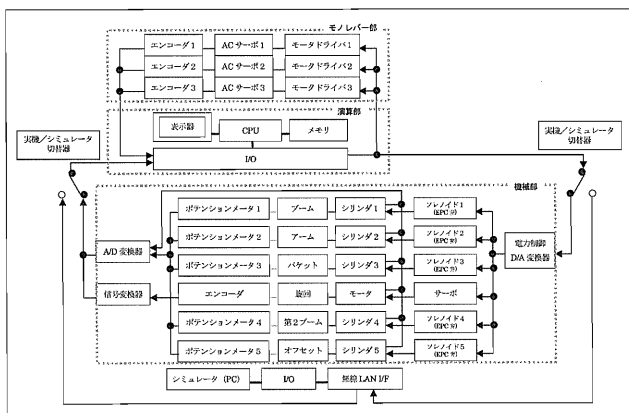 モノレバー部
エンコーダ1 ACサーボ1 モータドライバ1
エンコーダ2 ACサーボ2 モータドライバ2
エンコーダ3 ACサーボ3 モータドライバ3
演算部
表示器 CPU メモリ
I/O
実機／シミュレータ
切替器
実機／シミュレータ
切替器
機械部
ポテンションメータ1 ブーム シリンダ1 ソレノイド1
(EPC弁)
ポテンションメータ2 アーム シリンダ2 ソレノイド2
(EPC弁)
ポテンションメータ3 バケット シリンダ3 ソレノイド3
(EPC弁)
エンコーダ 旋回 モータ サーボ
ポテンションメータ4 第2ブーム シリンダ4 ソレノイド4
(EPC弁)
ポテンションメータ5 オフセット シリンダ5 ソレノイド5
(EPC弁)
A/D変換器
信号変換器
電力制御
D/A変換器
シミュレータ (PC) I/O 無線LAN I/F